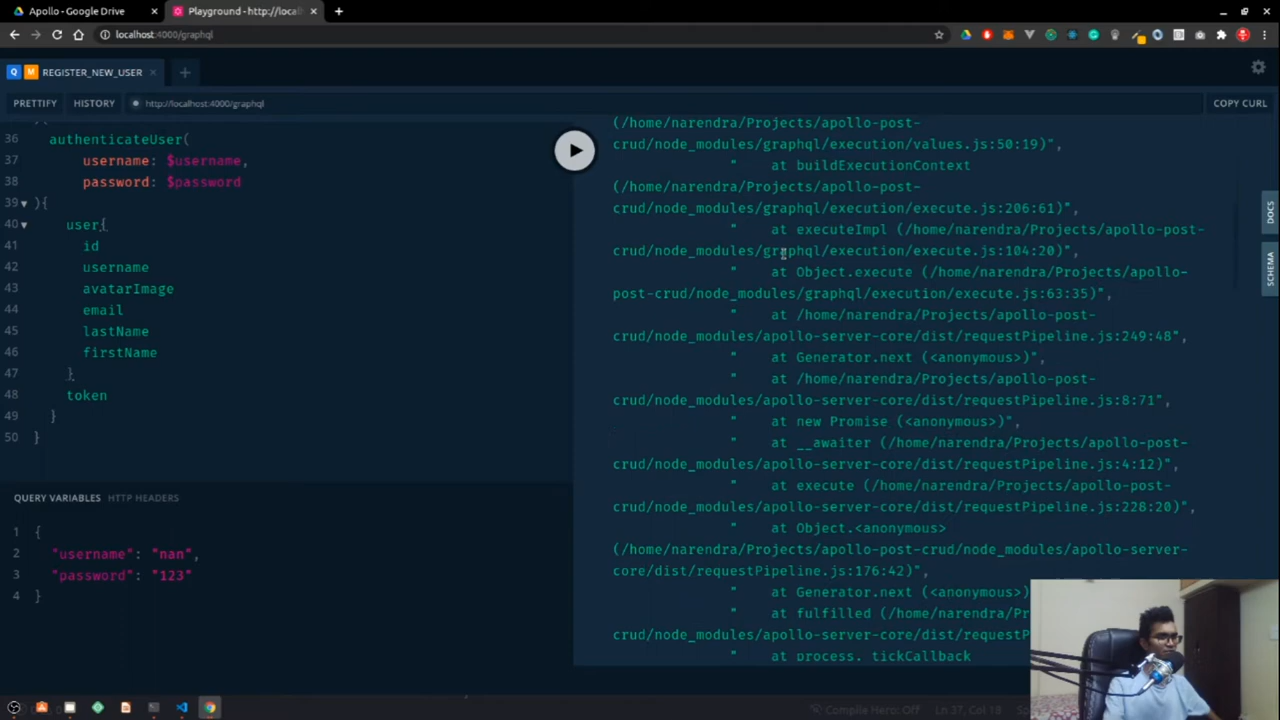 Apollo - Google Drive
Playground - http://local
localhost:4000/graphql
Q M REGISTER_NEW_USER
PRETTIFY HISTORY http://localhost:4000/graphql COPY CURL
36 authenticateUser(
37 username: $username,
38 password: $password
39 ){
40 user{
41 id
42 username
43 avatarImage
44 email
45 lastName
46 firstName
47 }
48 token
49 }
50 }
QUERY VARIABLES HTTP HEADERS
1 {
2 "username": "nan",
3 "password": "123"
4 }
(/home/narendra/Projects/apollo-post-
crud/node_modules/graphql/execution/values.js:50:19)",
" at buildExecutionContext
(/home/narendra/Projects/apollo-post-
crud/node_modules/graphql/execution/execute.js:206:61)",
" at executeImpl (/home/narendra/Projects/apollo-post-
crud/node_modules/graphql/execution/execute.js:104:20)",
" at Object.execute (/home/narendra/Projects/apollo-
post-crud/node_modules/graphql/execution/execute.js:63:35)",
" at /home/narendra/Projects/apollo-post-
crud/node_modules/apollo-server-core/dist/requestPipeline.js:249:48",
" at Generator.next (<anonymous>)",
" at /home/narendra/Projects/apollo-post-
crud/node_modules/apollo-server-core/dist/requestPipeline.js:8:71",
" at new Promise (<anonymous>)",
" at __awaiter (/home/narendra/Projects/apollo-post-
crud/node_modules/apollo-server-core/dist/requestPipeline.js:4:12)",
" at execute (/home/narendra/Projects/apollo-post-
crud/node_modules/apollo-server-core/dist/requestPipeline.js:228:20)",
" at Object.<anonymous>
(/home/narendra/Projects/apollo-post-crud/node_modules/apollo-server-
core/dist/requestPipeline.js:176:42)",
" at Generator.next (<anonymous>)
" at fulfilled (/home/narendra/Pr
crud/node_modules/apollo-server-core/dist/requestP
" at process._tickCallback
DOCS
SCHEMA
Compile Hero: Off Ln 37, Col 18